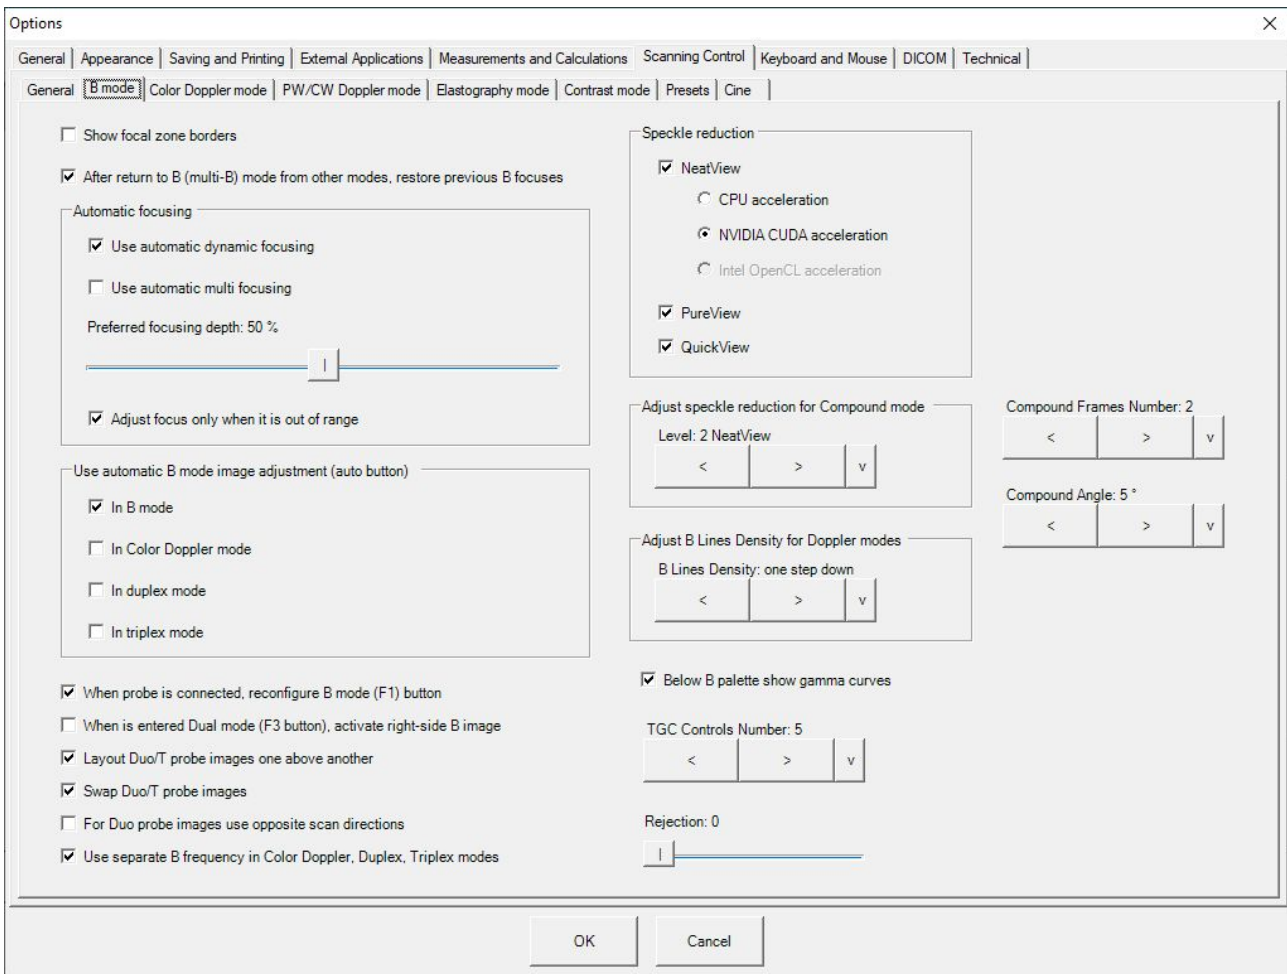 Options
General Appearance Saving and Printing External Applications Measurements and Calculations Scanning Control Keyboard and Mouse DICOM Technical
General B mode Color Doppler mode PW/CW Doppler mode Elastography mode Contrast mode Presets Cine
Show focal zone borders
After return to B (multi-B) mode from other modes, restore previous B focuses
Automatic focusing
Use automatic dynamic focusing
Use automatic multi focusing
Preferred focusing depth: 50 %
Adjust focus only when it is out of range
Use automatic B mode image adjustment (auto button)
In B mode
In Color Doppler mode
In duplex mode
In triplex mode
When probe is connected, reconfigure B mode (F1) button
When is entered Dual mode (F3 button), activate right-side B image
Layout Duo/T probe images one above another
Swap Duo/T probe images
For Duo probe images use opposite scan directions
Use separate B frequency in Color Doppler, Duplex, Triplex modes
Speckle reduction
NeatView
CPU acceleration
NVIDIA CUDA acceleration
Intel OpenCL acceleration
PureView
QuickView
Adjust speckle reduction for Compound mode
Level: 2 NeatView
< > v
Adjust B Lines Density for Doppler modes
B Lines Density: one step down
< > v
Below B palette show gamma curves
TGC Controls Number: 5
< > v
Rejection: 0
Compound Frames Number: 2
< > v
Compound Angle: 5 °
< > v
OK Cancel